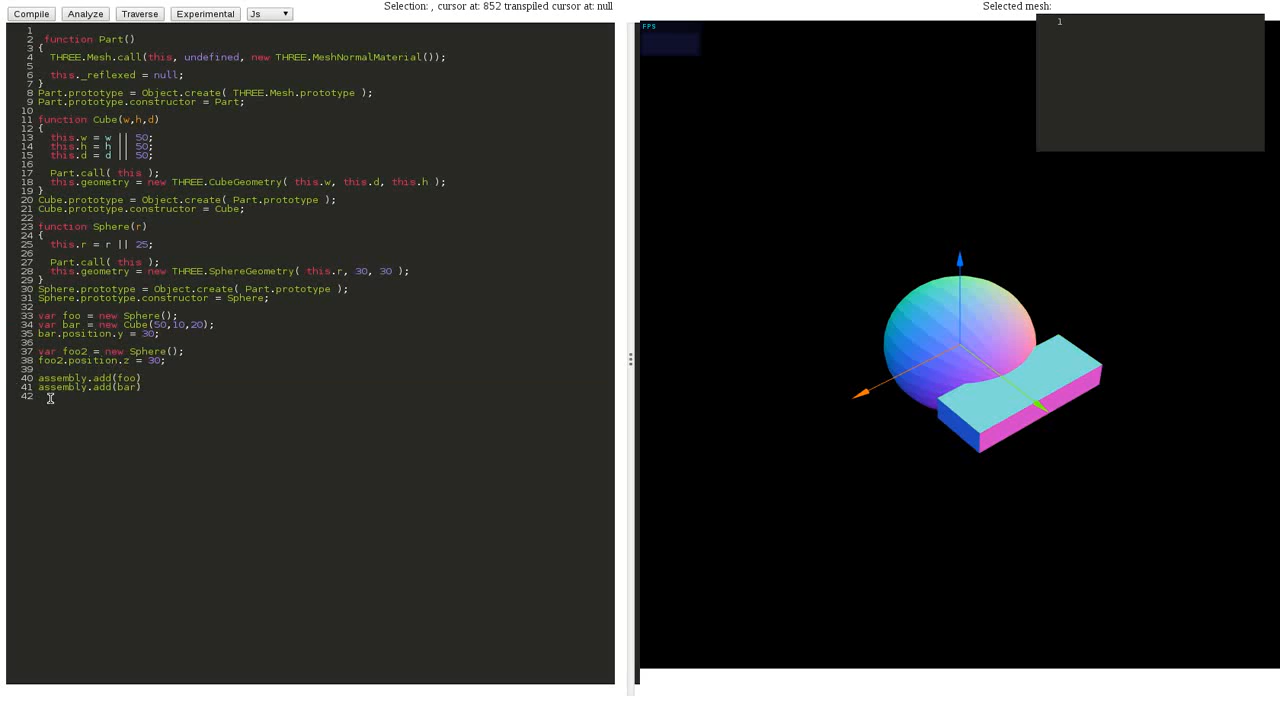 Selection: , cursor at: 852 transpiled cursor at: null
Selected mesh:
Compile Analyze Traverse Experimental Js
1
2 function Part()
3 {
4 THREE.Mesh.call(this, undefined, new THREE.MeshNormalMaterial());
5
6 this._reflexed = null;
7 }
8 Part.prototype = Object.create( THREE.Mesh.prototype );
9 Part.prototype.constructor = Part;
10
11 function Cube(w,h,d)
12 {
13 this.w = w || 50;
14 this.h = h || 50;
15 this.d = d || 50;
16
17 Part.call( this );
18 this.geometry = new THREE.CubeGeometry( this.w, this.d, this.h );
19 }
20 Cube.prototype = Object.create( Part.prototype );
21 Cube.prototype.constructor = Cube;
22
23 function Sphere(r)
24 {
25 this.r = r || 25;
26
27 Part.call( this );
28 this.geometry = new THREE.SphereGeometry( this.r, 30, 30 );
29 }
30 Sphere.prototype = Object.create( Part.prototype );
31 Sphere.prototype.constructor = Sphere;
32
33 var foo = new Sphere();
34 var bar = new Cube(50,10,20);
35 bar.position.y = 30;
36
37 var foo2 = new Sphere();
38 foo2.position.z = 30;
39
40 assembly.add(foo)
41 assembly.add(bar)
42
FPS
1